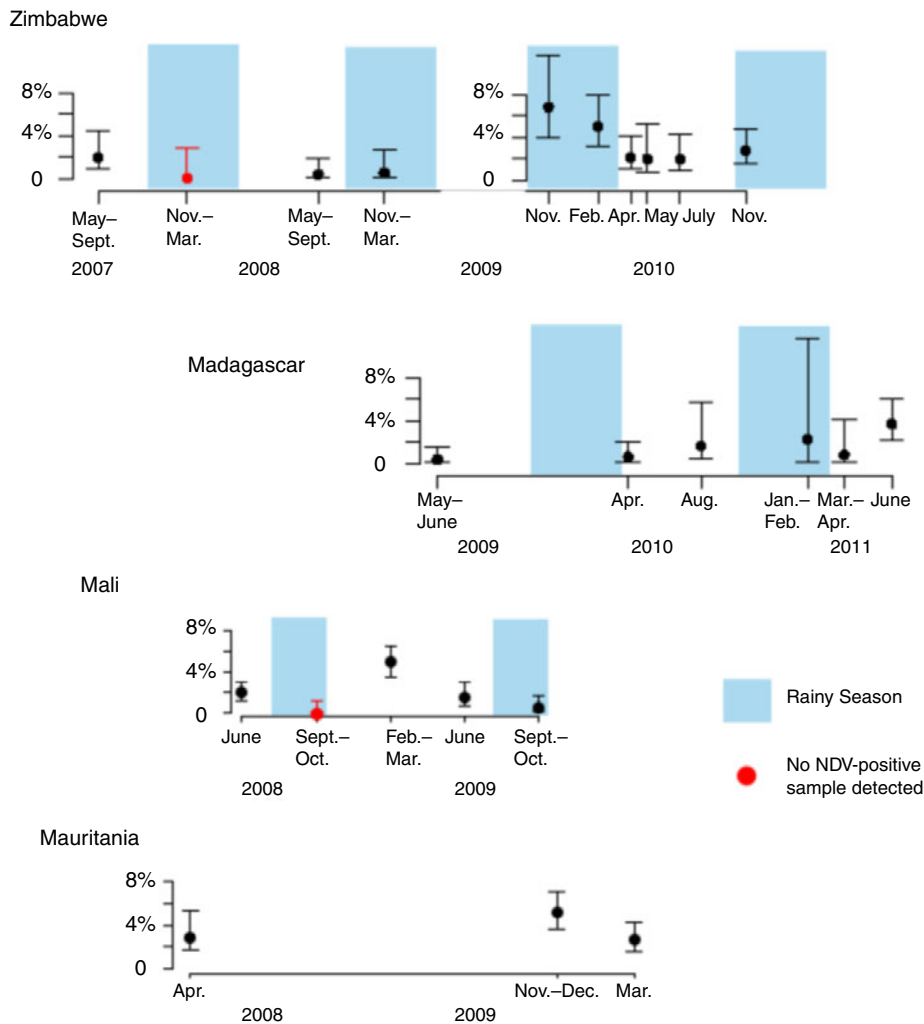 Zimbabwe
8%
4%
0
8%
4%
0
May–
Sept.
Nov.–
Mar.
May–
Sept.
Nov.–
Mar.
Nov. Feb. Apr. May July Nov.
2007 2008 2009 2010
Madagascar
8%
4%
0
May–
June
Apr.
Aug.
Jan.–
Feb.
Mar.–
Apr.
June
2009 2010 2011
Mali
8%
4%
0
June
Sept.–
Oct.
Feb.–
Mar.
June
Sept.–
Oct.
2008 2009
Rainy Season
No NDV-positive
sample detected
Mauritania
8%
4%
0
Apr. Nov.–Dec. Mar.
2008 2009